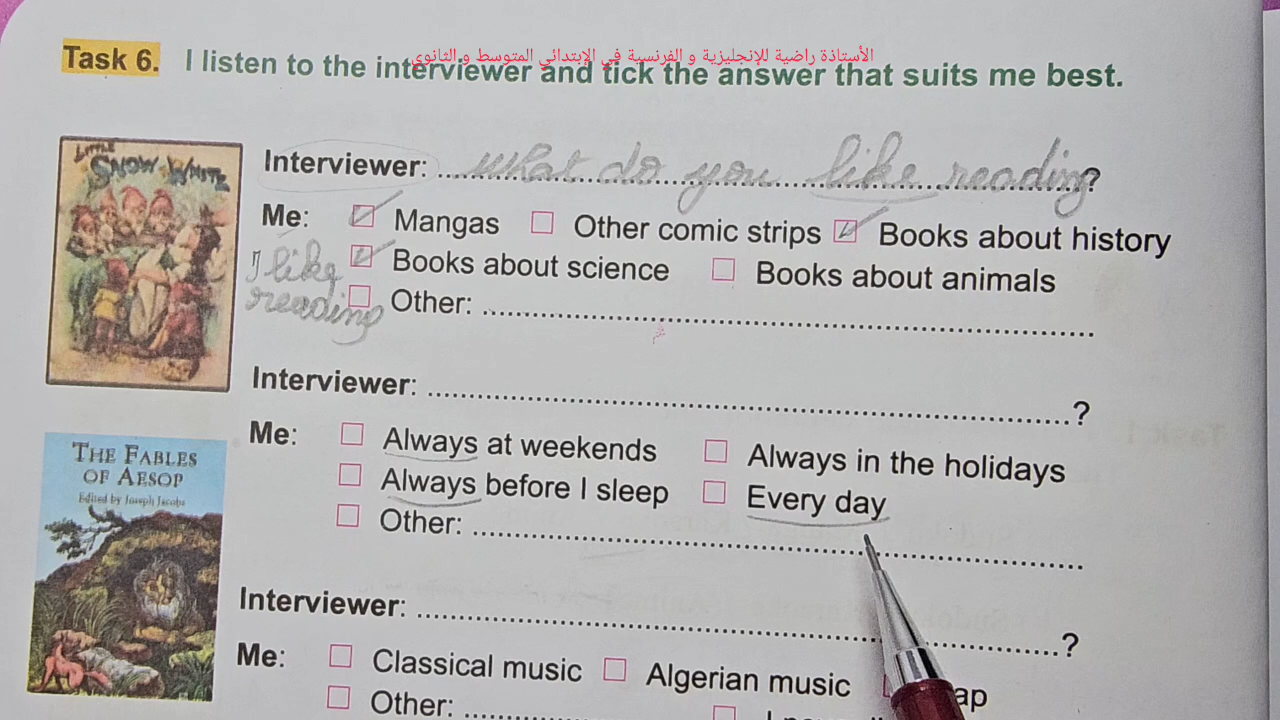 الأستاذة راضية للإنجليزية و الفرنسية في الإبتدائي المتوسط و الثانوي
Task 6. I listen to the interviewer and tick the answer that suits me best.
LITTLE
SNOW-WHITE
Interviewer: what do you like reading?
Me: Mangas Other comic strips Books about history
I like reading
Books about science Books about animals
Other:
Interviewer: ?
Me: Always at weekends Always in the holidays
Always before I sleep Every day
Other:
THE FABLES
OF AESOP
Edited by Joseph Jacobs
Interviewer: ?
Me: Classical music Algerian music
Other: